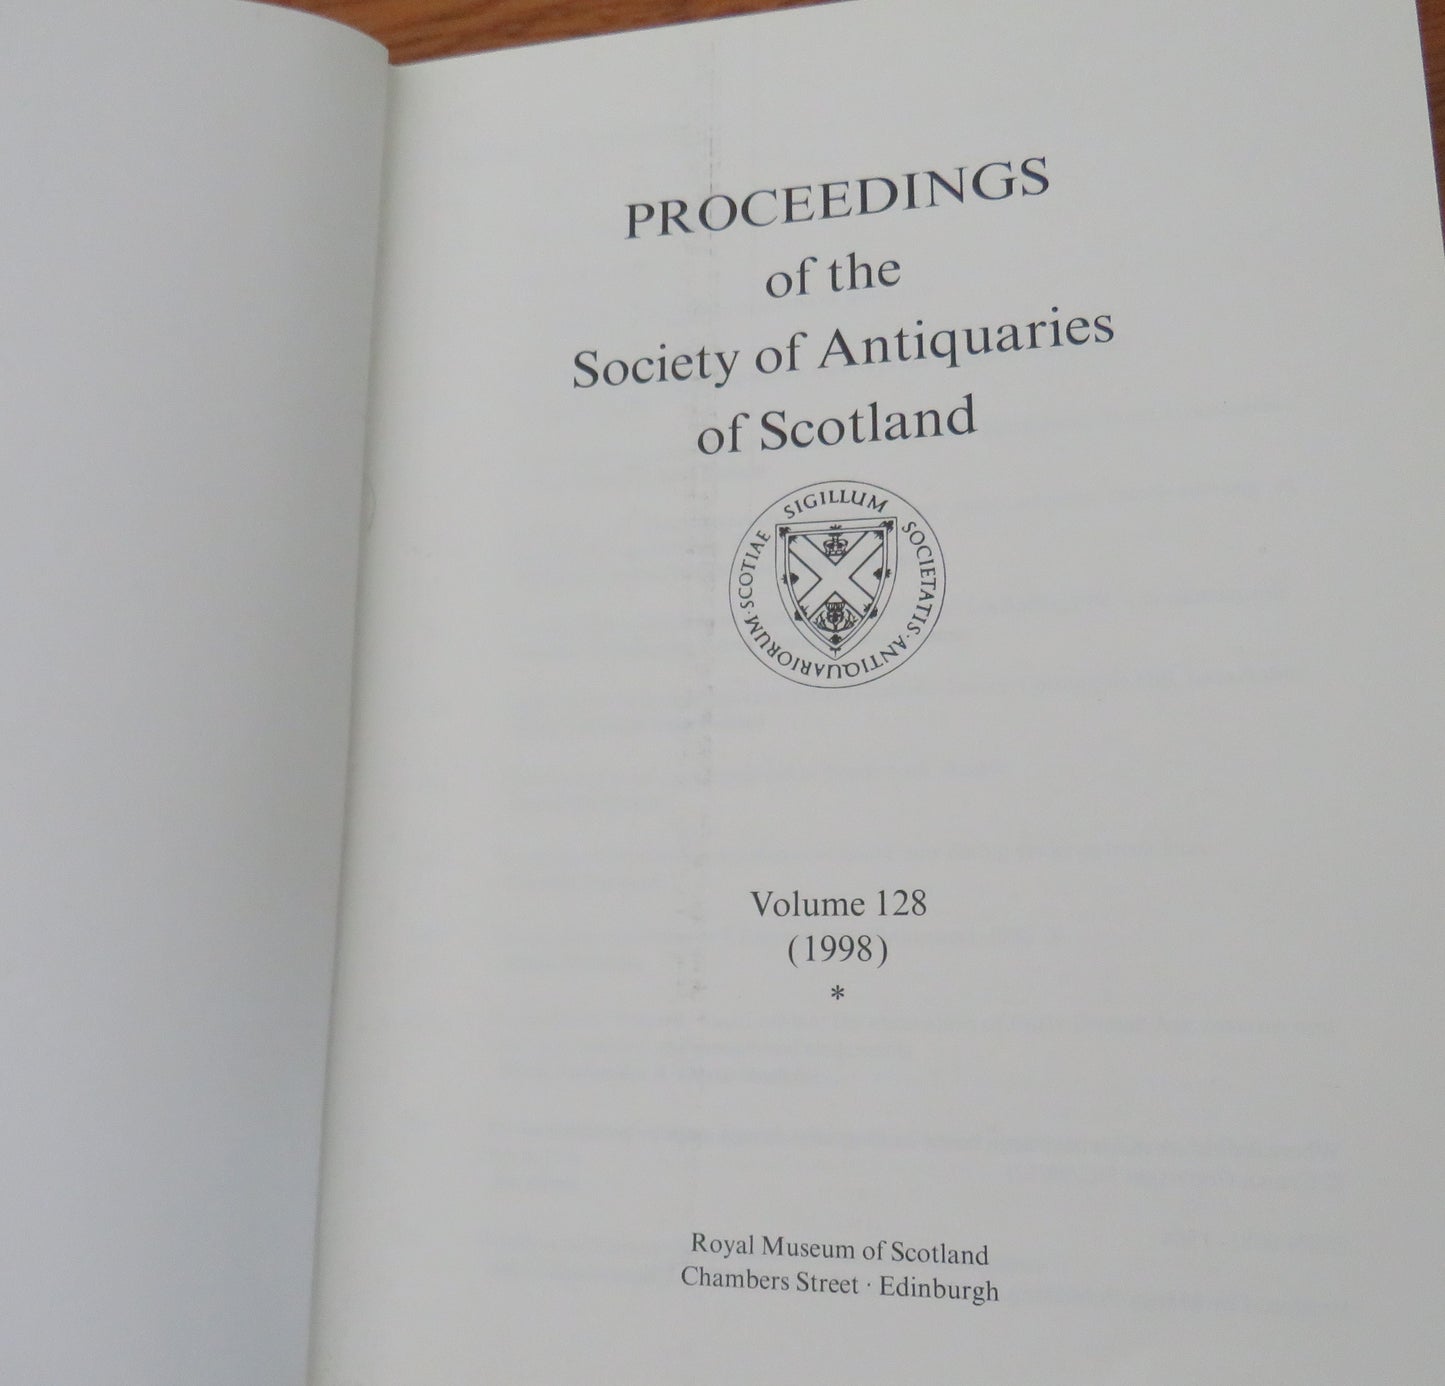 PROCEEDINGS
of the
Society of Antiquaries
of Scotland
SIGILLUM SOCIETATIS · ANTIQUARIORUM · SCOTIAE
Volume 128
(1998)
*
Royal Museum of Scotland
Chambers Street · Edinburgh